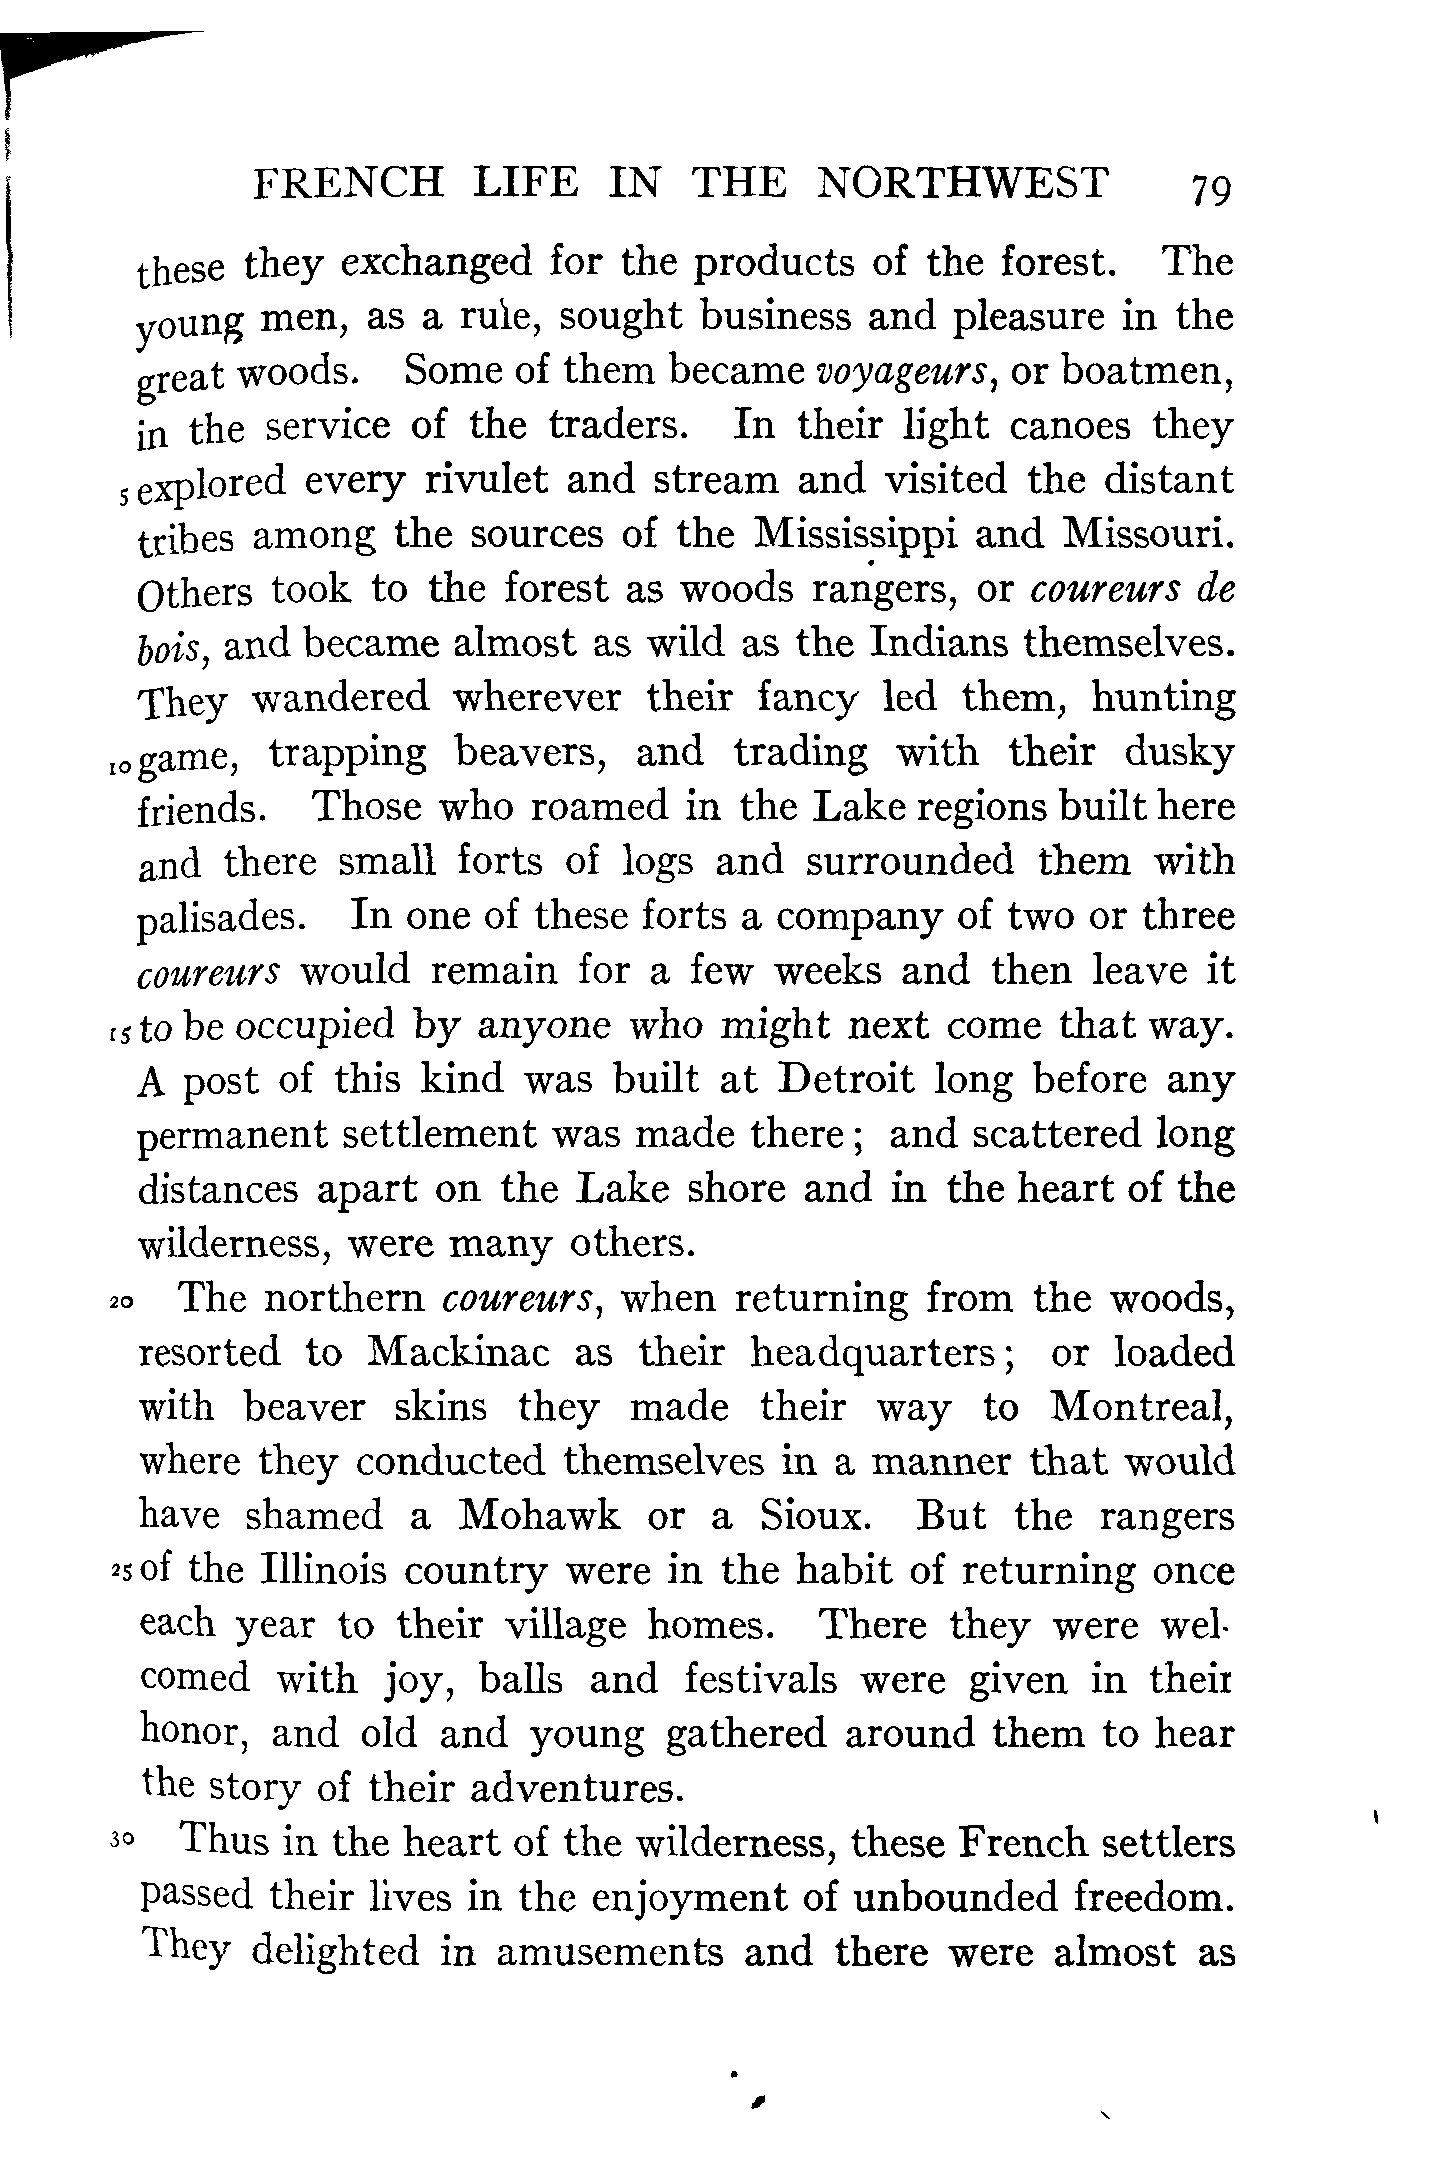 FRENCH LIFE IN THE NORTHWEST 79
these they exchanged for the products of the forest. The
young men, as a rule, sought business and pleasure in the
great woods. Some of them became voyageurs, or boatmen,
in the service of the traders. In their light canoes they
5 explored every rivulet and stream and visited the distant
tribes among the sources of the Mississippi and Missouri.
Others took to the forest as woods rangers, or coureurs de
bois, and became almost as wild as the Indians themselves.
They wandered wherever their fancy led them, hunting
10 game, trapping beavers, and trading with their dusky
friends. Those who roamed in the Lake regions built here
and there small forts of logs and surrounded them with
palisades. In one of these forts a company of two or three
coureurs would remain for a few weeks and then leave it
15 to be occupied by anyone who might next come that way.
A post of this kind was built at Detroit long before any
permanent settlement was made there; and scattered long
distances apart on the Lake shore and in the heart of the
wilderness, were many others.
20 The northern coureurs, when returning from the woods,
resorted to Mackinac as their headquarters; or loaded
with beaver skins they made their way to Montreal,
where they conducted themselves in a manner that would
have shamed a Mohawk or a Sioux. But the rangers
25 of the Illinois country were in the habit of returning once
each year to their village homes. There they were wel-
comed with joy, balls and festivals were given in their
honor, and old and young gathered around them to hear
the story of their adventures.
30 Thus in the heart of the wilderness, these French settlers
passed their lives in the enjoyment of unbounded freedom.
They delighted in amusements and there were almost as